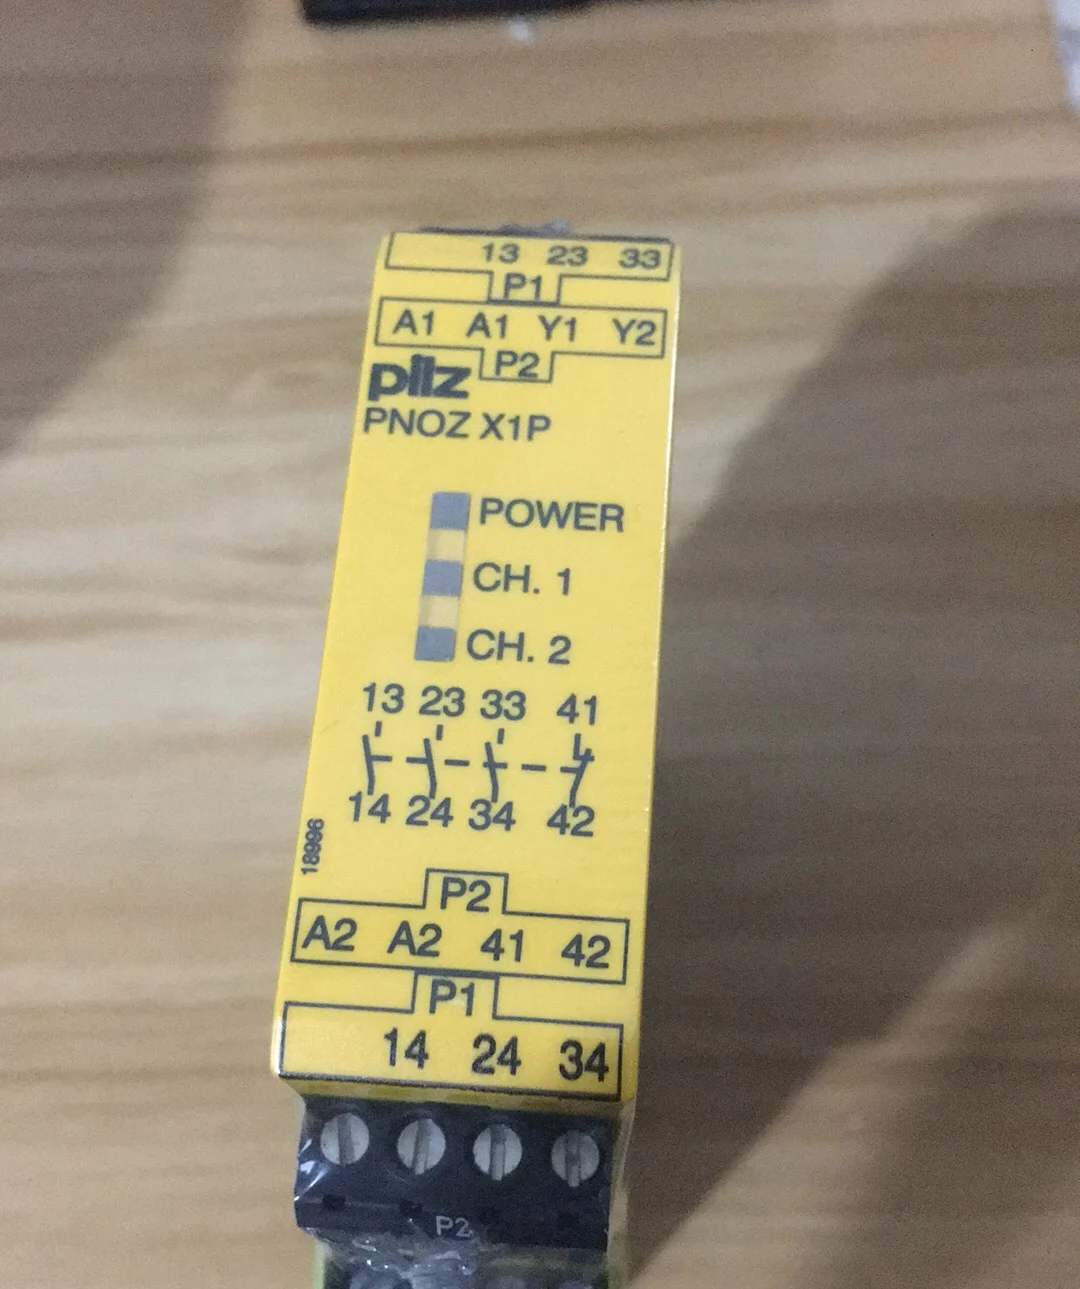 13 23 33
P1
A1 A1 Y1 Y2
P2
pilz
PNOZ X1P
POWER
CH. 1
CH. 2
13 23 33 41
14 24 34 42
18996
P2
A2 A2 41 42
P1
14 24 34
P2